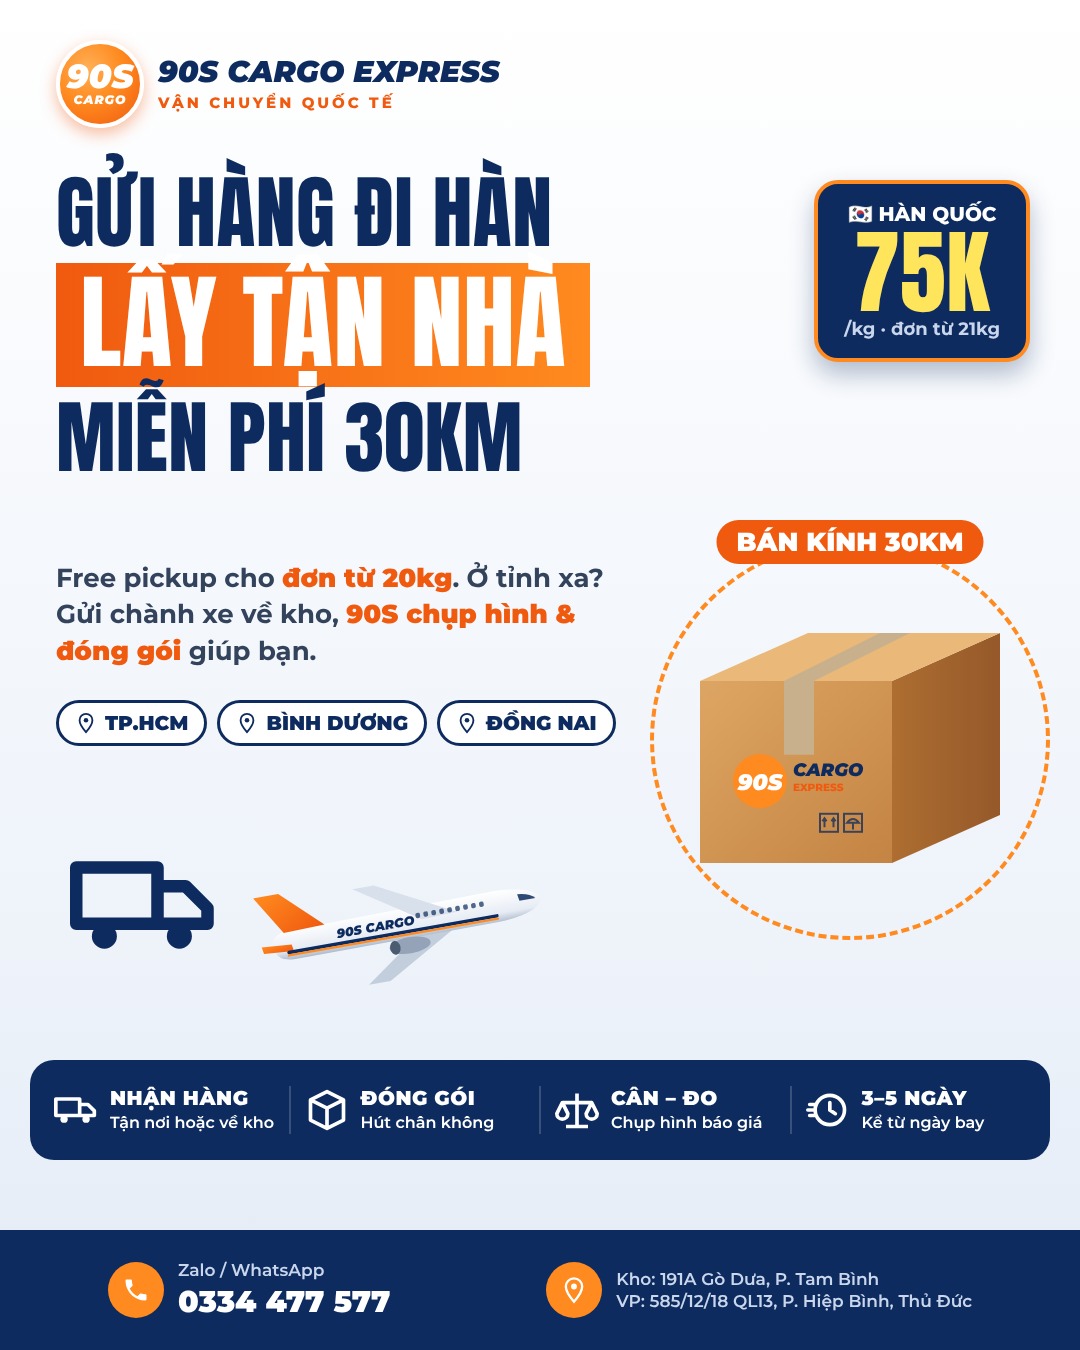 90S
CARGO
90S CARGO EXPRESS
VẬN CHUYỂN QUỐC TẾ
GỬI HÀNG ĐI HÀN
LẤY TẬN NHÀ
MIỄN PHÍ 30KM
🇰🇷 HÀN QUỐC
75K
/kg · đơn từ 21kg
Free pickup cho đơn từ 20kg. Ở tỉnh xa?
Gửi chành xe về kho, 90S chụp hình &
đóng gói giúp bạn.
TP.HCM
BÌNH DƯƠNG
ĐỒNG NAI
BÁN KÍNH 30KM
90S
CARGO
EXPRESS
90S CARGO
NHẬN HÀNG
Tận nơi hoặc về kho
ĐÓNG GÓI
Hút chân không
CÂN – ĐO
Chụp hình báo giá
3–5 NGÀY
Kể từ ngày bay
Zalo / WhatsApp
0334 477 577
Kho: 191A Gò Dưa, P. Tam Bình
VP: 585/12/18 QL13, P. Hiệp Bình, Thủ Đức